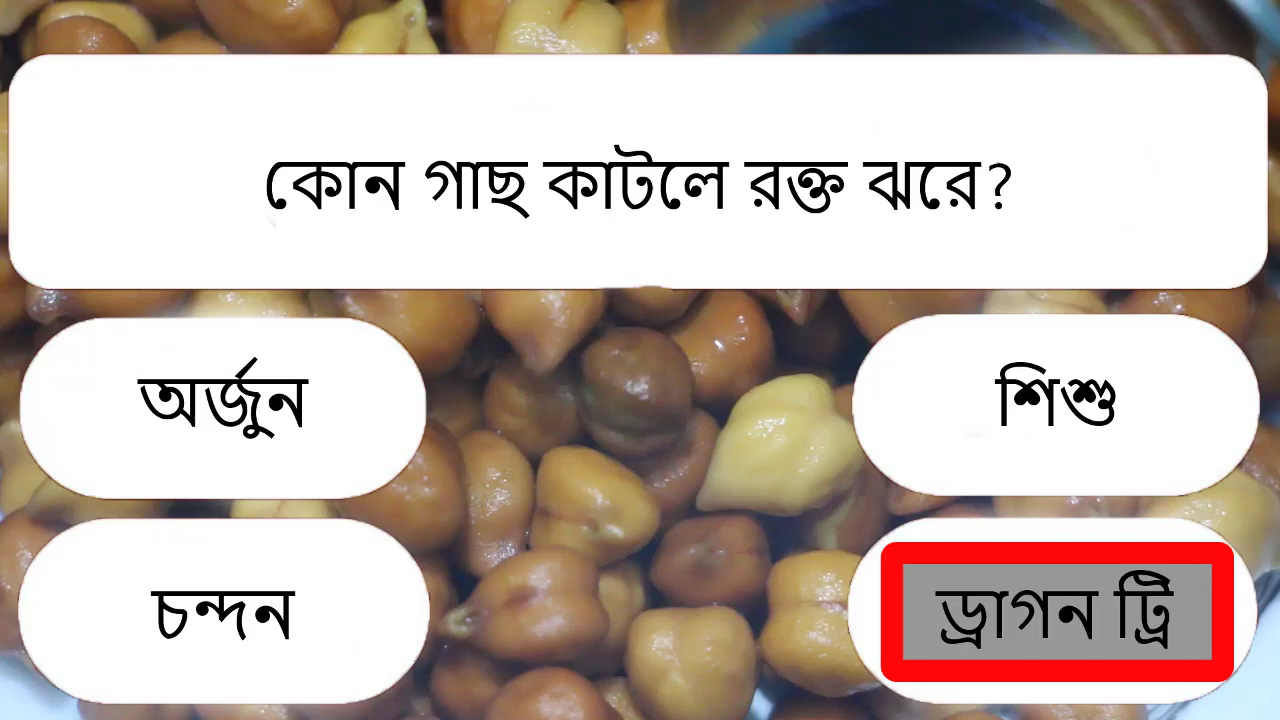 কোন গাছ কাটলে রক্ত ঝরে?
অর্জুন
শিশু
চন্দন
ড্রাগন ট্রি